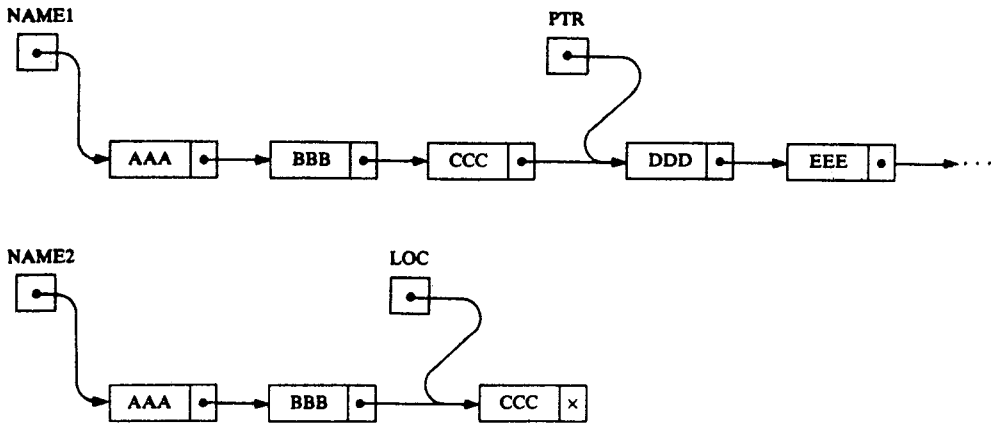 NAME1 PTR
AAA BBB CCC DDD EEE ...
NAME2 LOC
AAA BBB CCC ×